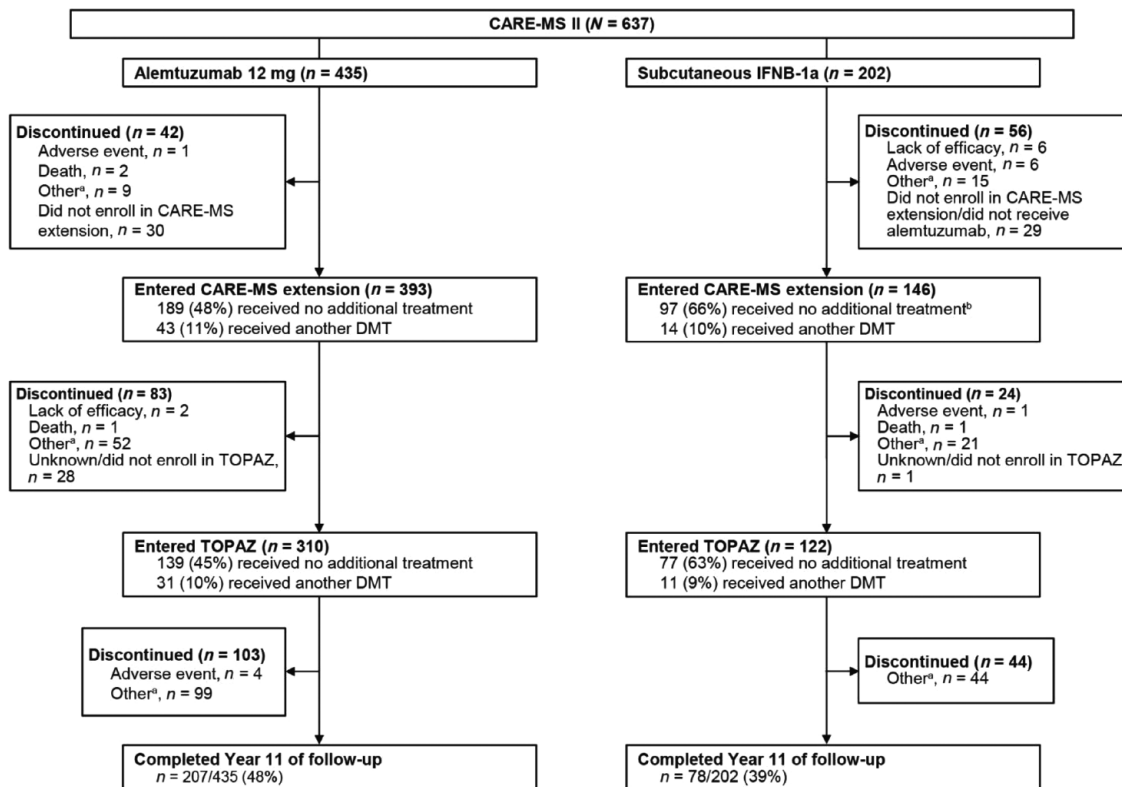 CARE-MS II (N = 637)
Alemtuzumab 12 mg (n = 435)
Subcutaneous IFNB-1a (n = 202)
Discontinued (n = 42)
Adverse event, n = 1
Death, n = 2
Otherᵃ, n = 9
Did not enroll in CARE-MS
extension, n = 30
Discontinued (n = 56)
Lack of efficacy, n = 6
Adverse event, n = 6
Otherᵃ, n = 15
Did not enroll in CARE-MS
extension/did not receive
alemtuzumab, n = 29
Entered CARE-MS extension (n = 393)
189 (48%) received no additional treatment
43 (11%) received another DMT
Entered CARE-MS extension (n = 146)
97 (66%) received no additional treatmentᵇ
14 (10%) received another DMT
Discontinued (n = 83)
Lack of efficacy, n = 2
Death, n = 1
Otherᵃ, n = 52
Unknown/did not enroll in TOPAZ,
n = 28
Discontinued (n = 24)
Adverse event, n = 1
Death, n = 1
Otherᵃ, n = 21
Unknown/did not enroll in TOPAZ
n = 1
Entered TOPAZ (n = 310)
139 (45%) received no additional treatment
31 (10%) received another DMT
Entered TOPAZ (n = 122)
77 (63%) received no additional treatment
11 (9%) received another DMT
Discontinued (n = 103)
Adverse event, n = 4
Otherᵃ, n = 99
Discontinued (n = 44)
Otherᵃ, n = 44
Completed Year 11 of follow-up
n = 207/435 (48%)
Completed Year 11 of follow-up
n = 78/202 (39%)